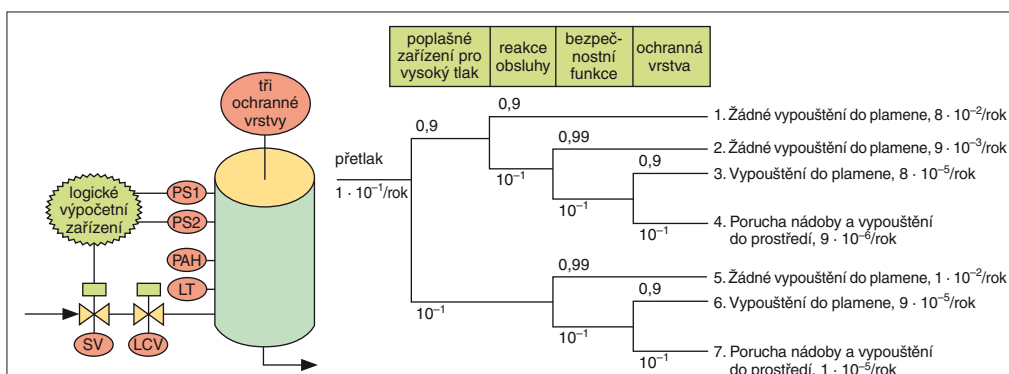 tři
ochranné
vrstvy
logické
výpočetní
zařízení
PS1
PS2
PAH
LT
SV
LCV
poplašné
zařízení pro
vysoký tlak
reakce
obsluhy
bezpeč-
nostní
funkce
ochranná
vrstva
přetlak
1 · 10⁻¹/rok
0,9
10⁻¹
0,9
10⁻¹
0,99
10⁻¹
0,9
10⁻¹
0,99
10⁻¹
0,9
10⁻¹
1. Žádné vypouštění do plamene, 8 · 10⁻²/rok
2. Žádné vypouštění do plamene, 9 · 10⁻³/rok
3. Vypouštění do plamene, 8 · 10⁻⁵/rok
4. Porucha nádoby a vypouštění
do prostředí, 9 · 10⁻⁶/rok
5. Žádné vypouštění do plamene, 1 · 10⁻²/rok
6. Vypouštění do plamene, 9 · 10⁻⁵/rok
7. Porucha nádoby a vypouštění
do prostředí, 1 · 10⁻⁵/rok